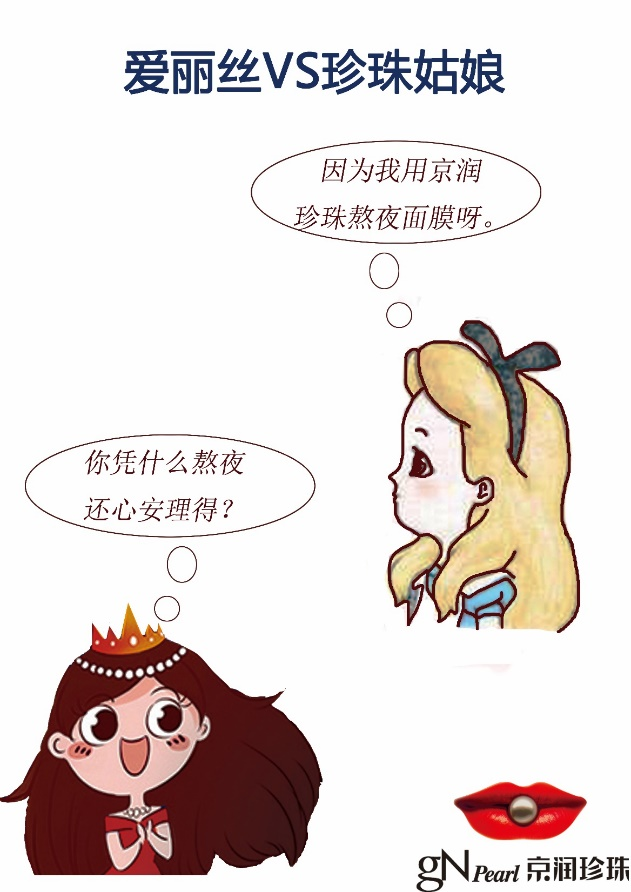 爱丽丝VS珍珠姑娘
因为我用京润
珍珠熬夜面膜呀。
你凭什么熬夜
还心安理得？
gN Pearl 京润珍珠